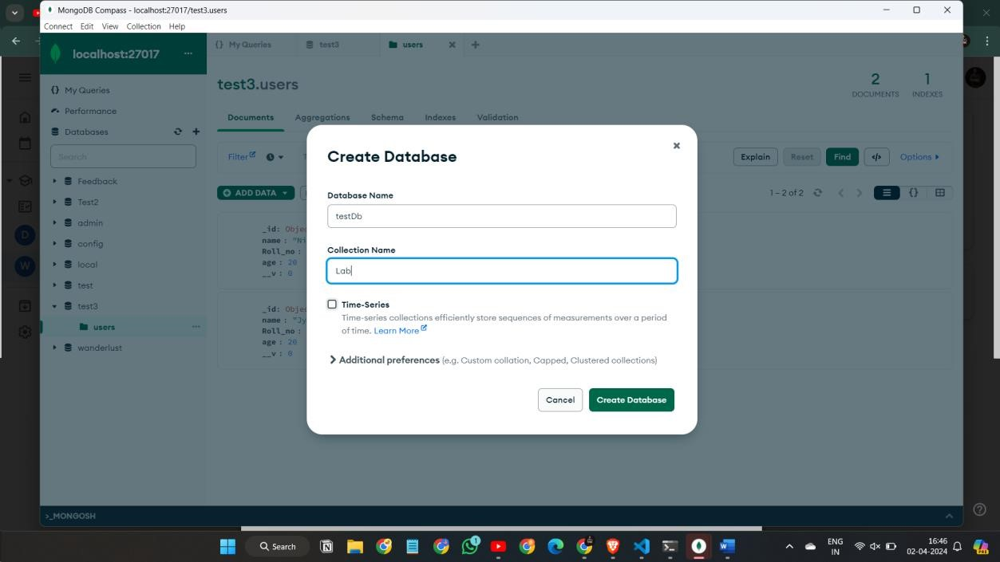 MongoDB Compass - localhost:27017/test3.users
Connect Edit View Collection Help
localhost:27017 ...
{} My Queries test3 users
{} My Queries
Performance
Databases
Search
Feedback
Test2
admin
config
local
test
test3
users ...
wanderlust
test3.users
2
DOCUMENTS
1
INDEXES
Documents Aggregations Schema Indexes Validation
Filter
Explain Reset Find </> Options
ADD DATA
1 – 2 of 2
{}
_id:
name :
Roll_no :
age : 20
__v : 0
_id:
name :
Roll_no :
age : 20
__v : 0
Create Database
Database Name
testDb
Collection Name
Lab
Time-Series
Time-series collections efficiently store sequences of measurements over a period
of time. Learn More
Additional preferences (e.g. Custom collation, Capped, Clustered collections)
Cancel Create Database
>_MONGOSH
D
W
Search
1
ENG
IN
16:46
02-04-2024